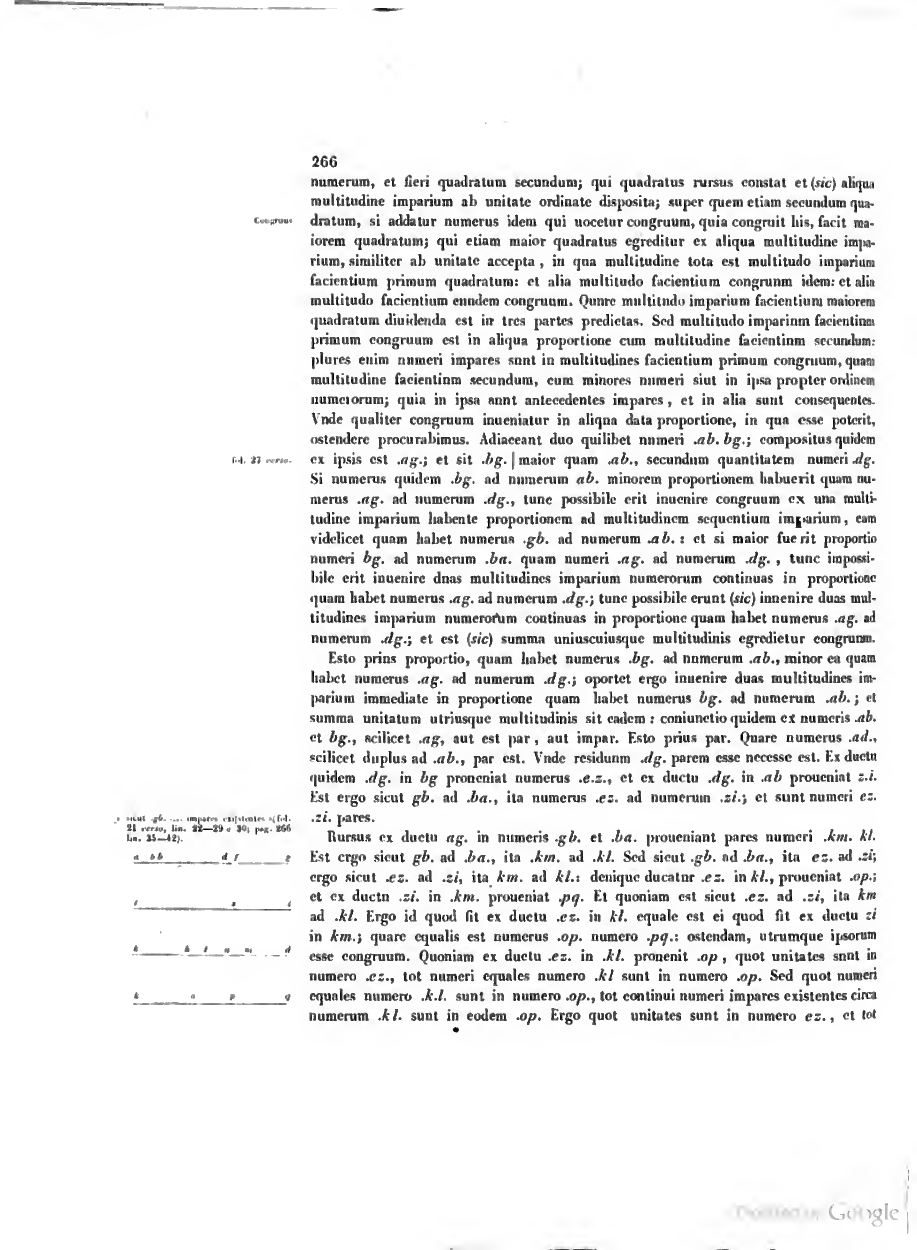 266
numerum, et fieri quadratum secundum; qui quadratus rursus constat et (sic) aliqua
multitudine imparium ab unitate ordinate disposita; super quem etiam secundum qua-
Congruum
dratum, si addatur numerus idem qui uocetur congruum, quia congruit his, facit ma-
iorem quadratum; qui etiam maior quadratus egreditur ex aliqua multitudine impa-
rium, similiter ab unitate accepta , in qua multitudine tota est multitudo imparium
facientium primum quadratum: et alia multitudo facientium congruum idem: et alia
multitudo facientium eundem congruum. Quare multitudo imparium facientium maiorem
quadratum diuidenda est in tres partes predictas. Sed multitudo imparium facientium
primum congruum est in aliqua proportione cum multitudine facientium secundum:
plures enim numeri impares sunt in multitudines facientium primum congruum, quam
multitudine facientium secundum, cum minores numeri sint in ipsa propter ordinem
numerorum; quia in ipsa sunt antecedentes impares , et in alia sunt consequentes.
Vnde qualiter congruum inueniatur in aliqua data proportione, in qua esse poterit,
ostendere procurabimus. Adiaceant duo quilibet numeri .ab. bg.; compositus quidem
fol. 27 verso.
ex ipsis est .ag.; et sit .bg. | maior quam .ab., secundum quantitatem numeri .dg.
Si numerus quidem .bg. ad numerum ab. minorem proportionem habuerit quam nu-
merus .ag. ad numerum .dg., tunc possibile erit inuenire congruum ex una multi-
tudine imparium habente proportionem ad multitudinem sequentium imparium, eam
videlicet quam habet numerus .gb. ad numerum .ab. : et si maior fuerit proportio
numeri bg. ad numerum .ba. quam numeri .ag. ad numerum .dg. , tunc impossi-
bile erit inuenire duas multitudines imparium numerorum continuas in proportione
quam habet numerus .ag. ad numerum .dg.; tunc possibile erunt (sic) inuenire duas mul-
titudines imparium numerorum continuas in proportione quam habet numerus .ag. ad
numerum .dg.; et est (sic) summa uniuscuiusque multitudinis egredietur congruum.
Esto prius proportio, quam habet numerus .bg. ad numerum .ab., minor ea quam
habet numerus .ag. ad numerum .dg.; oportet ergo inuenire duas multitudines im-
parium immediate in proportione quam habet numerus bg. ad numerum .ab. ; et
summa unitatum utriusque multitudinis sit eadem : coniunctio quidem ex numeris .ab.
et bg., scilicet .ag, aut est par , aut impar. Esto prius par. Quare numerus .ad.,
scilicet duplus ad .ab., par est. Vnde residuum .dg. parem esse necesse est. Ex ductu
quidem .dg. in bg proueniat numerus .e.z., et ex ductu .dg. in .ab proueniat z.i.
Est ergo sicut gb. ad .ba., ita numerus .ez. ad numerum .zi.; et sunt numeri ez.
.zi. pares.
« sicut .gb. .... impares existentes » (fol.
21 verso, lin. 22—29 e 30; pag. 266
lin. 35—42).
Rursus ex ductu ag. in numeris .gb. et .ba. proueniant pares numeri .km. kl.
a b d f g
Est ergo sicut gb. ad .ba., ita .km. ad .kl. Sed sicut .gb. ad .ba., ita ez. ad .zi;
ergo sicut .ez. ad .zi, ita km. ad kl.: denique ducatur .ez. in kl., proueniat .op.;
et ex ductu .zi. in .km. proueniat .pq. Et quoniam est sicut .ez. ad .zi, ita km
ad .kl. Ergo id quod fit ex ductu .ez. in kl. equale est ei quod fit ex ductu zi
in km.; quare equalis est numerus .op. numero .pq.: ostendam, utrumque ipsorum
esse congruum. Quoniam ex ductu .ez. in .kl. prouenit .op , quot unitates sunt in
numero .ez., tot numeri equales numero .kl sunt in numero .op. Sed quot numeri
k o p q
equales numero .k.l. sunt in numero .op., tot continui numeri impares existentes circa
numerum .kl. sunt in eodem .op. Ergo quot unitates sunt in numero ez. , et tot
Google